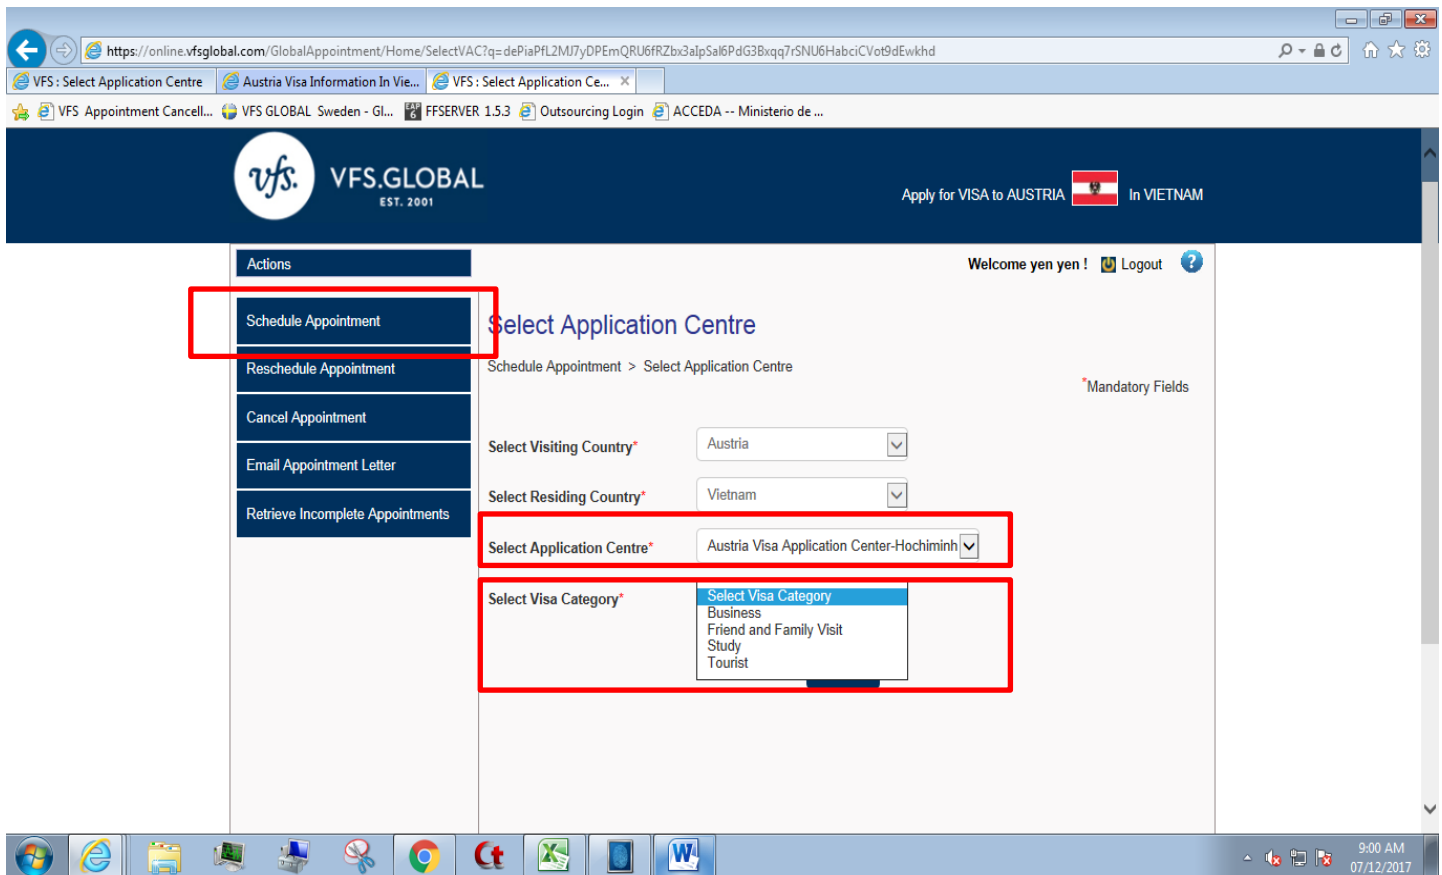 https://online.vfsglobal.com/GlobalAppointment/Home/SelectVAC?q=dePiaPfL2MJ7yDPEmQRU6fRZbx3aIpSal6PdG3Bxqq7rSNU6HabciCVot9dEwkhd
VFS : Select Application Centre
Austria Visa Information In Vie...
VFS : Select Application Ce...
VFS Appointment Cancell...
VFS GLOBAL Sweden - Gl...
EAP 6
FFSERVER 1.5.3
Outsourcing Login
ACCEDA -- Ministerio de ...
vfs.
VFS.GLOBAL
EST. 2001
Apply for VISA to AUSTRIA
In VIETNAM
Actions
Welcome yen yen !
Logout
?
Schedule Appointment
Reschedule Appointment
Cancel Appointment
Email Appointment Letter
Retrieve Incomplete Appointments
Select Application Centre
Schedule Appointment > Select Application Centre
*Mandatory Fields
Select Visiting Country*
Austria
Select Residing Country*
Vietnam
Select Application Centre*
Austria Visa Application Center-Hochiminh
Select Visa Category*
Select Visa Category
Business
Friend and Family Visit
Study
Tourist
Ct
9:00 AM
07/12/2017